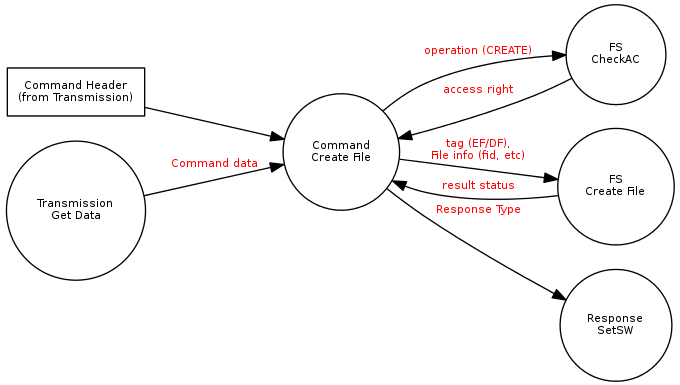 FS
CheckAC
operation (CREATE)
access right
Command Header
(from Transmission)
Command
Create File
tag (EF/DF),
File info (fid, etc)
Command data
result status
FS
Create File
Transmission
Get Data
Response Type
Response
SetSW